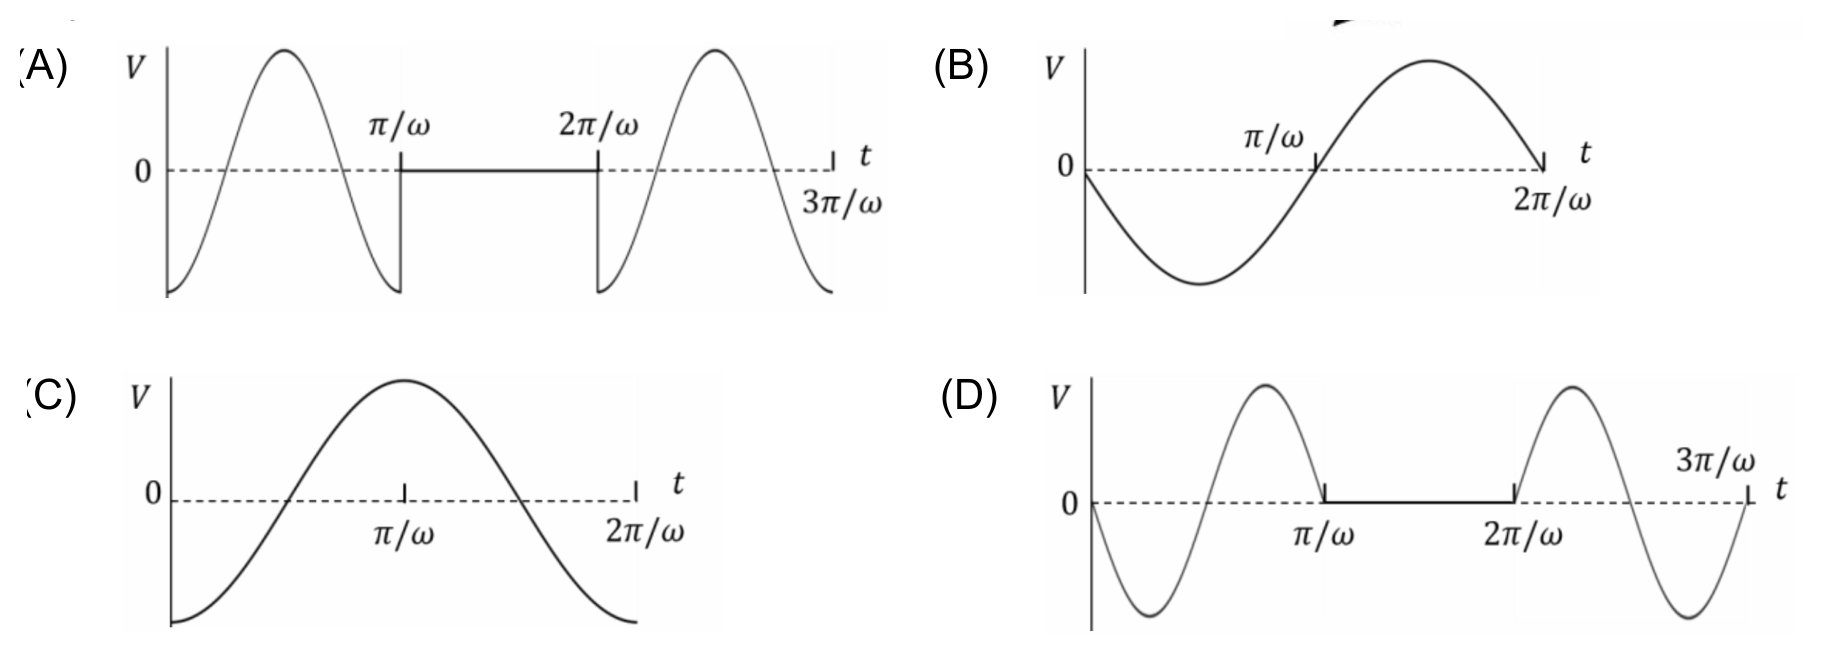 (A) V π/ω 2π/ω t
0
3π/ω
(B) V
π/ω t
0
2π/ω
(C) V
0 t
π/ω 2π/ω
(D) V
3π/ω
0 t
π/ω 2π/ω